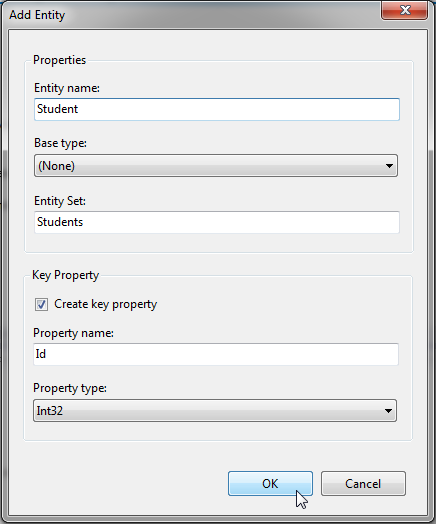 Add Entity
Properties
Entity name:
Student
Base type:
(None)
Entity Set:
Students
Key Property
Create key property
Property name:
Id
Property type:
Int32
OK Cancel